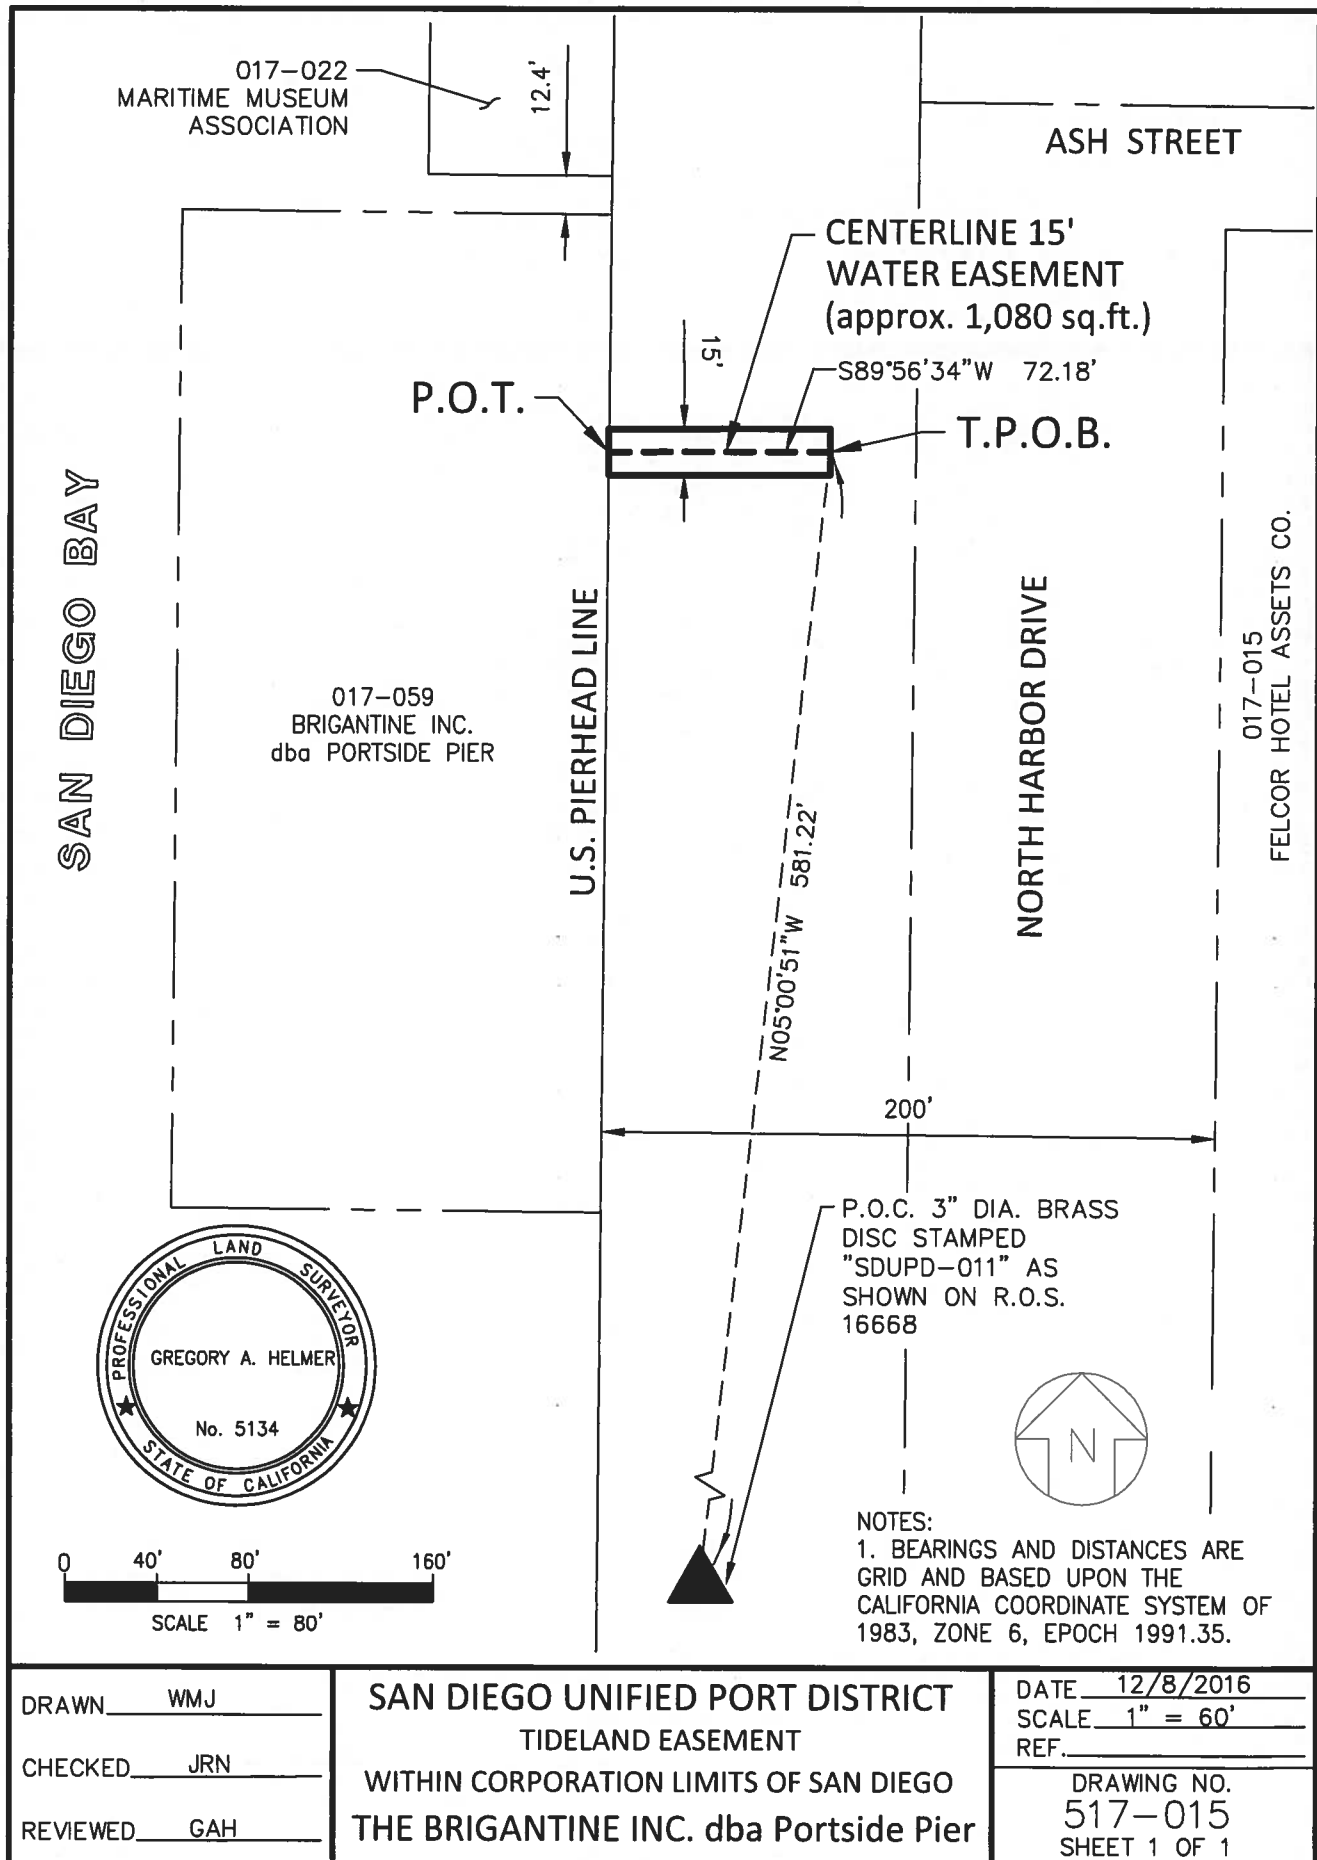 017-022
MARITIME MUSEUM
ASSOCIATION
12.4'
ASH STREET
CENTERLINE 15'
WATER EASEMENT
(approx. 1,080 sq.ft.)
15'
S89°56'34"W 72.18'
P.O.T.
T.P.O.B.
SAN DIEGO BAY
017-059
BRIGANTINE INC.
dba PORTSIDE PIER
U.S. PIERHEAD LINE
N05°00'51"W 581.22'
NORTH HARBOR DRIVE
017-015
FELCOR HOTEL ASSETS CO.
200'
P.O.C. 3" DIA. BRASS
DISC STAMPED
"SDUPD-011" AS
SHOWN ON R.O.S.
16668
PROFESSIONAL LAND SURVEYOR
GREGORY A. HELMER
No. 5134
STATE OF CALIFORNIA
N
0 40' 80' 160'
SCALE 1" = 80'
NOTES:
1. BEARINGS AND DISTANCES ARE
GRID AND BASED UPON THE
CALIFORNIA COORDINATE SYSTEM OF
1983, ZONE 6, EPOCH 1991.35.
DRAWN WMJ
CHECKED JRN
REVIEWED GAH
SAN DIEGO UNIFIED PORT DISTRICT
TIDELAND EASEMENT
WITHIN CORPORATION LIMITS OF SAN DIEGO
THE BRIGANTINE INC. dba Portside Pier
DATE 12/8/2016
SCALE 1" = 60'
REF.
DRAWING NO.
517-015
SHEET 1 OF 1